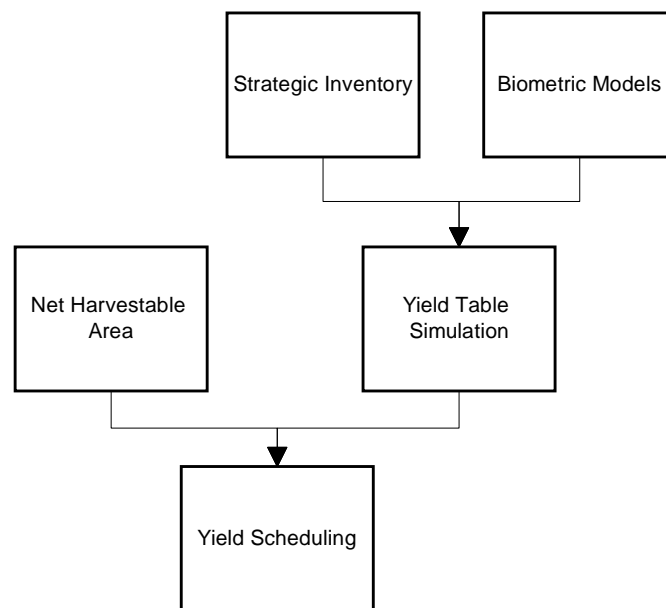 Strategic Inventory
Biometric Models
Net Harvestable
Area
Yield Table
Simulation
Yield Scheduling